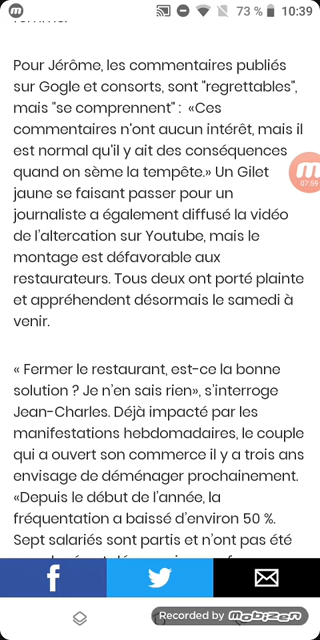 73 % 10:39
Pour Jérôme, les commentaires publiés
sur Gogle et consorts, sont "regrettables",
mais "se comprennent" : «Ces
commentaires n'ont aucun intérêt, mais il
est normal qu'il y ait des conséquences
quand on sème la tempête.» Un Gilet
jaune se faisant passer pour un
journaliste a également diffusé la vidéo
de l'altercation sur Youtube, mais le
montage est défavorable aux
restaurateurs. Tous deux ont porté plainte
et appréhendent désormais le samedi à
venir.
07:59
« Fermer le restaurant, est-ce la bonne
solution ? Je n'en sais rien», s'interroge
Jean-Charles. Déjà impacté par les
manifestations hebdomadaires, le couple
qui a ouvert son commerce il y a trois ans
envisage de déménager prochainement.
«Depuis le début de l'année, la
fréquentation a baissé d'environ 50 %.
Sept salariés sont partis et n'ont pas été
Recorded by mobizen